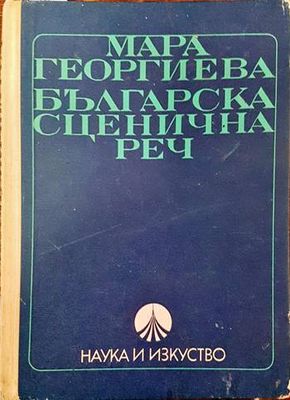 МАРА
ГЕОРГИЕВА
БЪЛГАРСКА
СЦЕНИЧНА
РЕЧ
НАУКА И ИЗКУСТВО